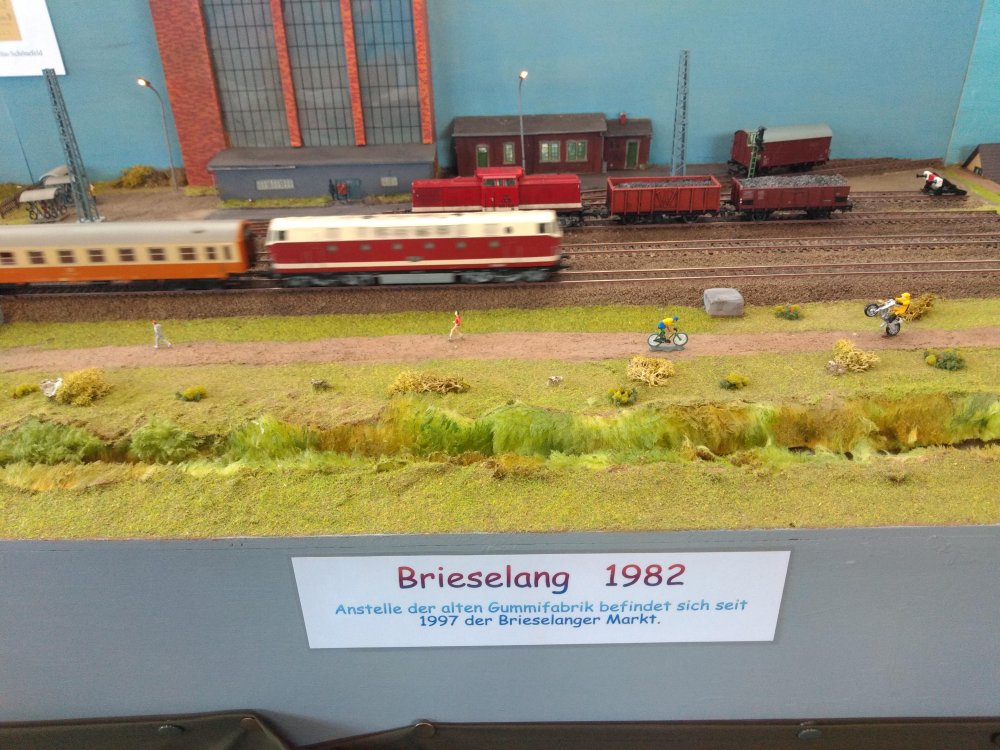 Brieselang 1982
Anstelle der alten Gummifabrik befindet sich seit
1997 der Brieselanger Markt.